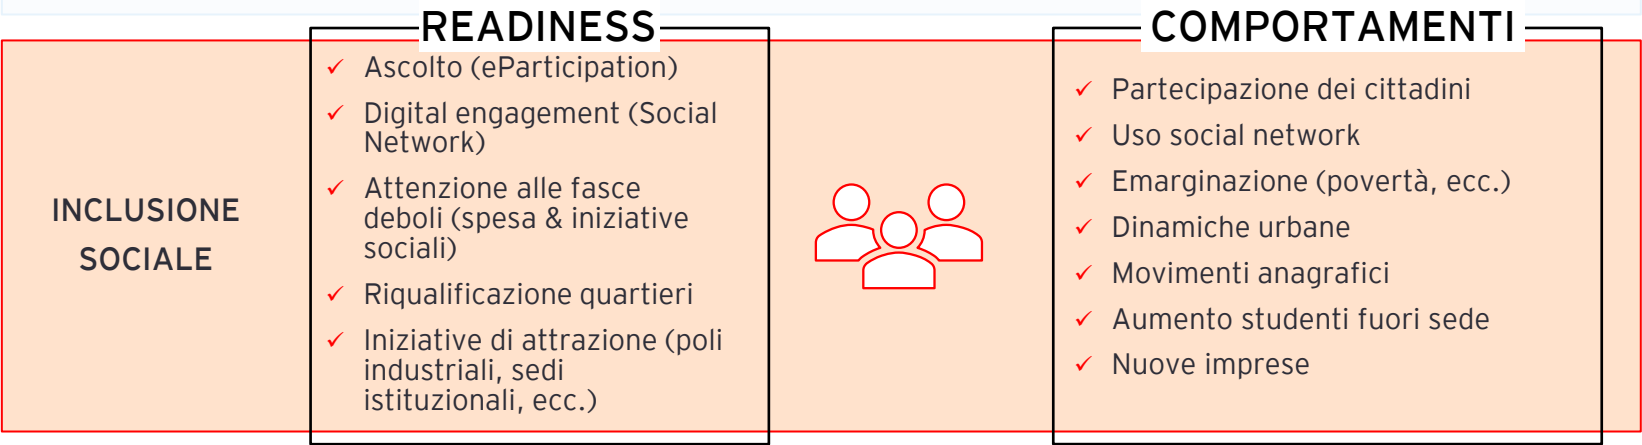 READINESS
COMPORTAMENTI
INCLUSIONE
SOCIALE
Ascolto (eParticipation)
Digital engagement (Social
Network)
Attenzione alle fasce
deboli (spesa & iniziative
sociali)
Riqualificazione quartieri
Iniziative di attrazione (poli
industriali, sedi
istituzionali, ecc.)
Partecipazione dei cittadini
Uso social network
Emarginazione (povertà, ecc.)
Dinamiche urbane
Movimenti anagrafici
Aumento studenti fuori sede
Nuove imprese